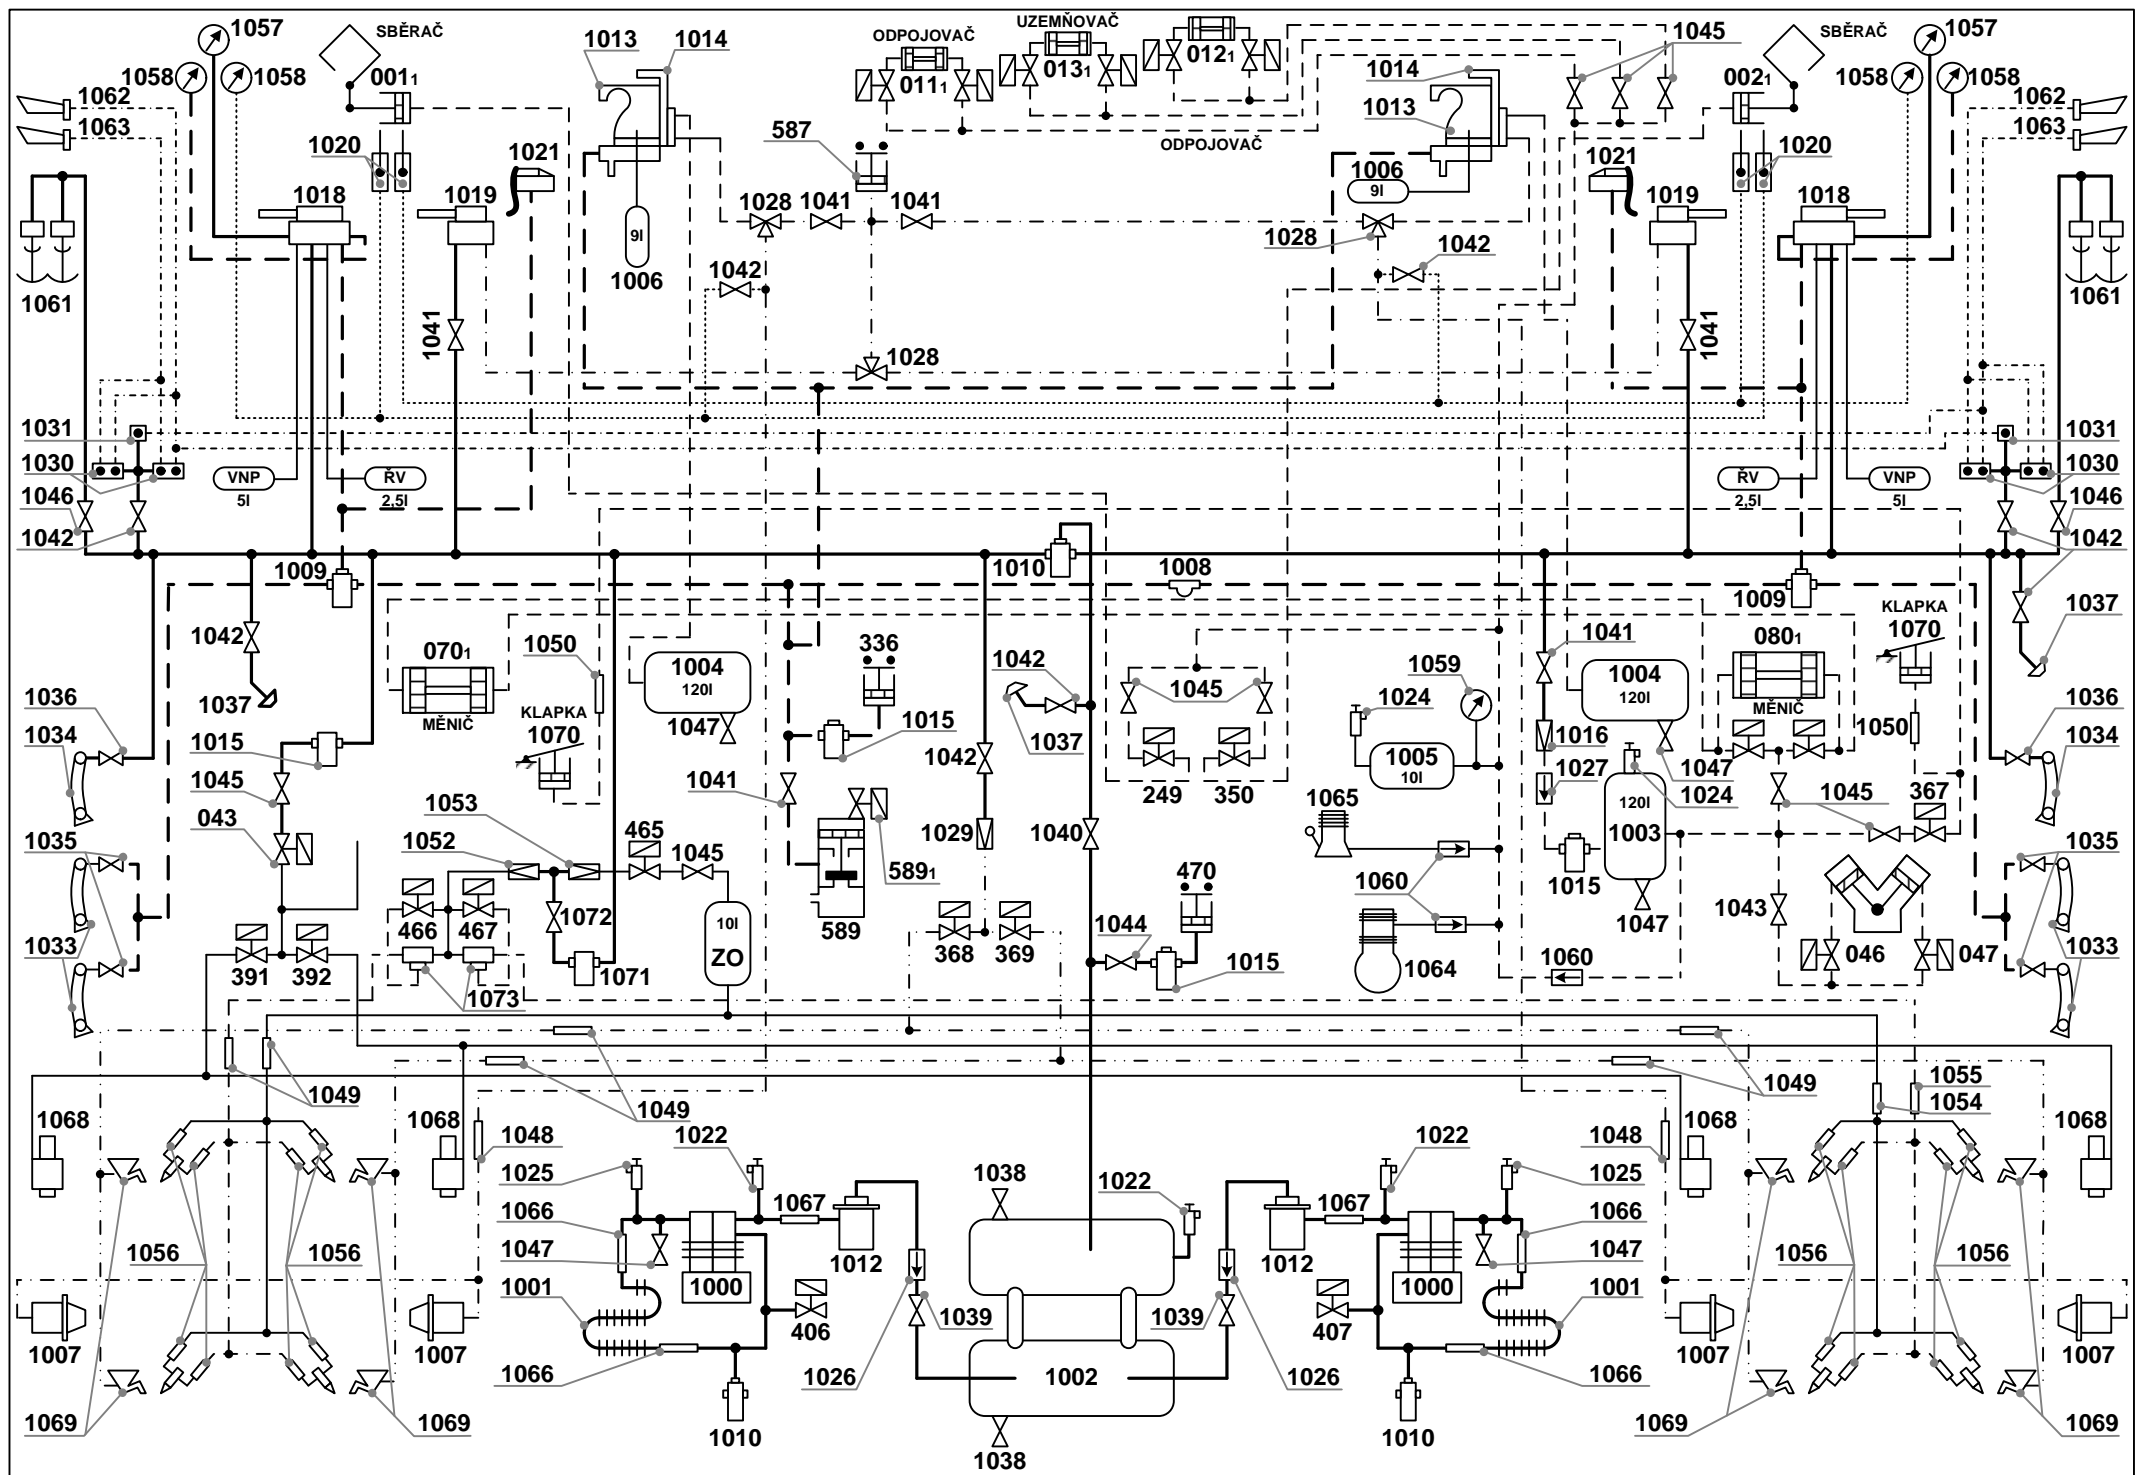 1057 SBĚRAČ 1013 1014 ODPOJOVAČ UZEMŇOVAČ 012₁ 1045 SBĚRAČ 1057
1058 1058 001₁ 011₁ 013₁ 1014 002₁ 1058 1058
1062 1013 1062
1063 587 ODPOJOVAČ 1063
1020 1021 1021 1020
1006 9l
1018 1019 1028 1041 1041 1019 1018
9l 1028 1042
1006 1042
1061 1061
1041 1028 1041
1031 1031
1030 VNP 5l ŘV 2,5l ŘV 2,5l VNP 5l 1030
1046 1046
1042 1042
1009 1010 1008 1009
1042 070₁ 1050 1004 120l 336 1042 1059 1041 1004 120l 080₁ KLAPKA 1070 1037
1036 1037 MĚNIČ KLAPKA 1070 1047 1045 1024 MĚNIČ 1036
1034 1015 1015 1042 1037 1005 10l 1016 1047 1050 1034
1045 1041 249 350 1027 120l 1024 1045 367
043 1053 465 1065 1003
1035 1052 1045 589₁ 1029 1040 1060 1015 1035
466 467 1072 10l 589 368 369 470 1047 1043
1033 391 392 1073 1071 ZO 1044 1015 1064 1060 046 047 1033
1049 1049 1049 1055
1068 1068 1048 1022 1038 1022 1022 1048 1068 1054 1068
1025 1067 1067 1025
1066 1066
1056 1056 1047 1012 1012 1047 1056 1056
1001 1000 1000 1001
1007 1007 406 1039 1039 407 1007 1007
1066 1026 1002 1026 1066
1069 1069 1010 1038 1010 1069 1069